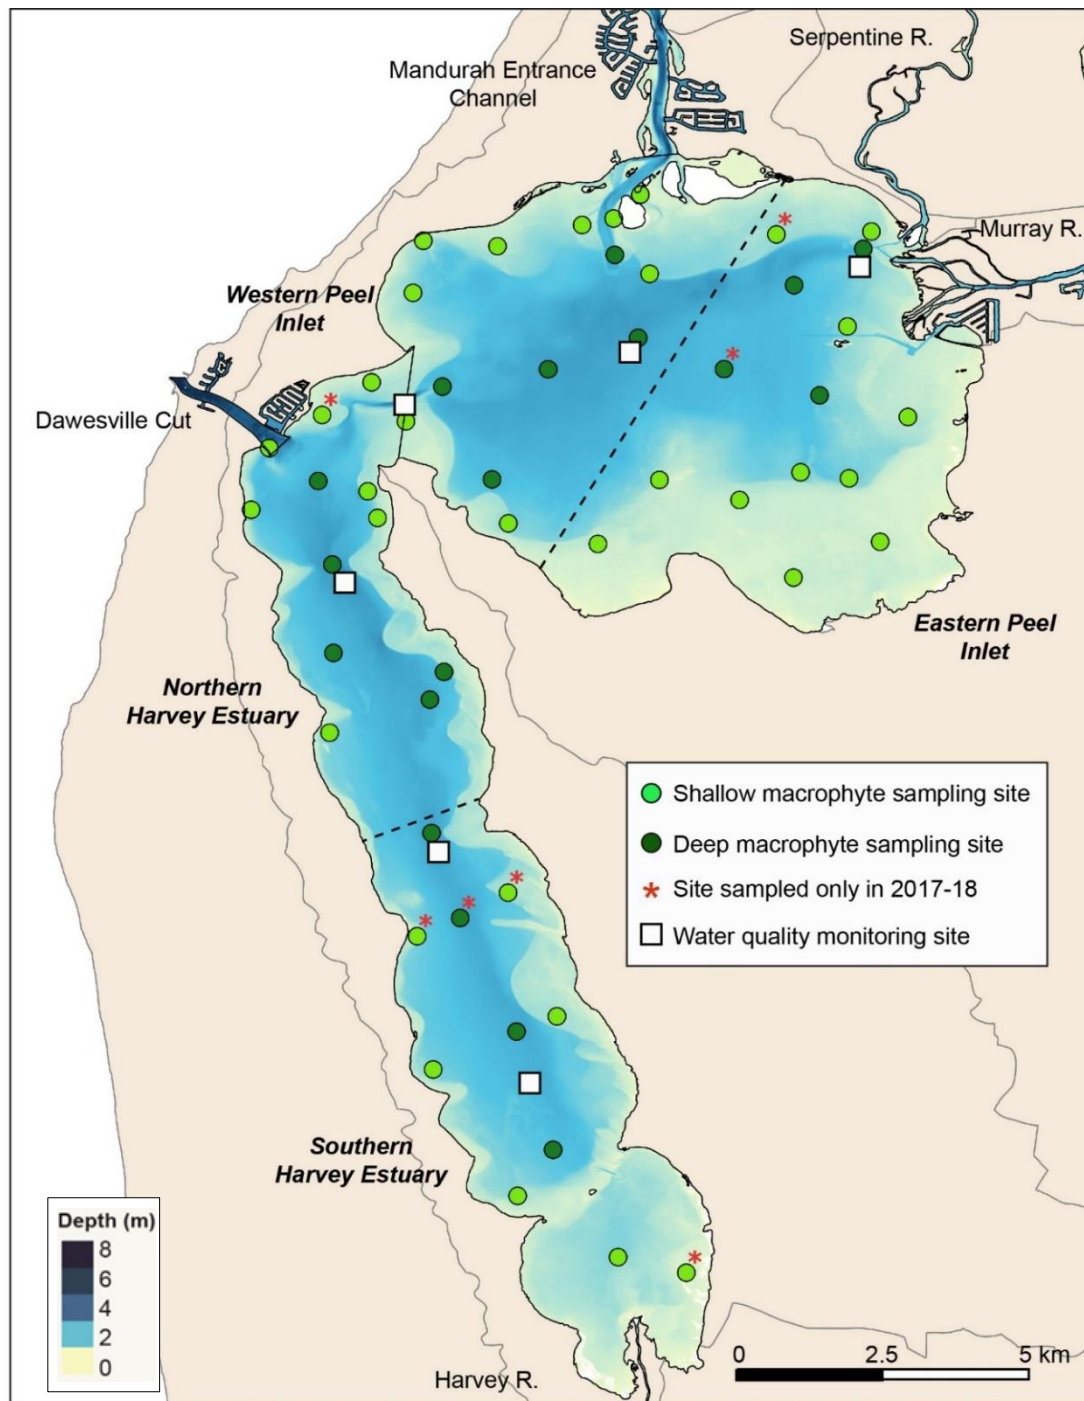 Serpentine R.
Mandurah Entrance
Channel
Murray R.
Western Peel
Inlet
Dawesville Cut
Eastern Peel
Inlet
Northern
Harvey Estuary
Shallow macrophyte sampling site
Deep macrophyte sampling site
* Site sampled only in 2017-18
Water quality monitoring site
Southern
Harvey Estuary
Depth (m)
8
6
4
2
0
Harvey R.
0 2.5 5 km